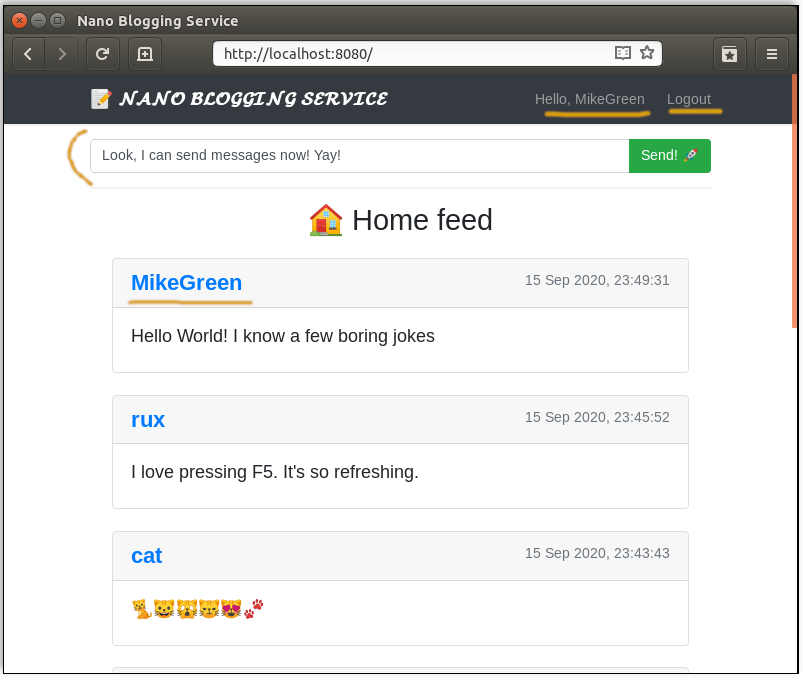 Nano Blogging Service
http://localhost:8080/
📝 NANO BLOGGING SERVICE Hello, MikeGreen Logout
Look, I can send messages now! Yay! Send! 🚀
🏠 Home feed
MikeGreen 15 Sep 2020, 23:49:31
Hello World! I know a few boring jokes
rux 15 Sep 2020, 23:45:52
I love pressing F5. It's so refreshing.
cat 15 Sep 2020, 23:43:43
🐈😺🙀😽😻🐾